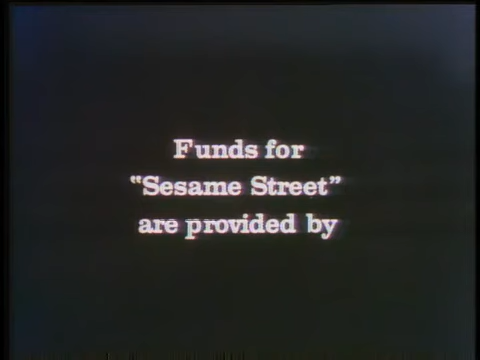 Funds for
“Sesame Street”
are provided by